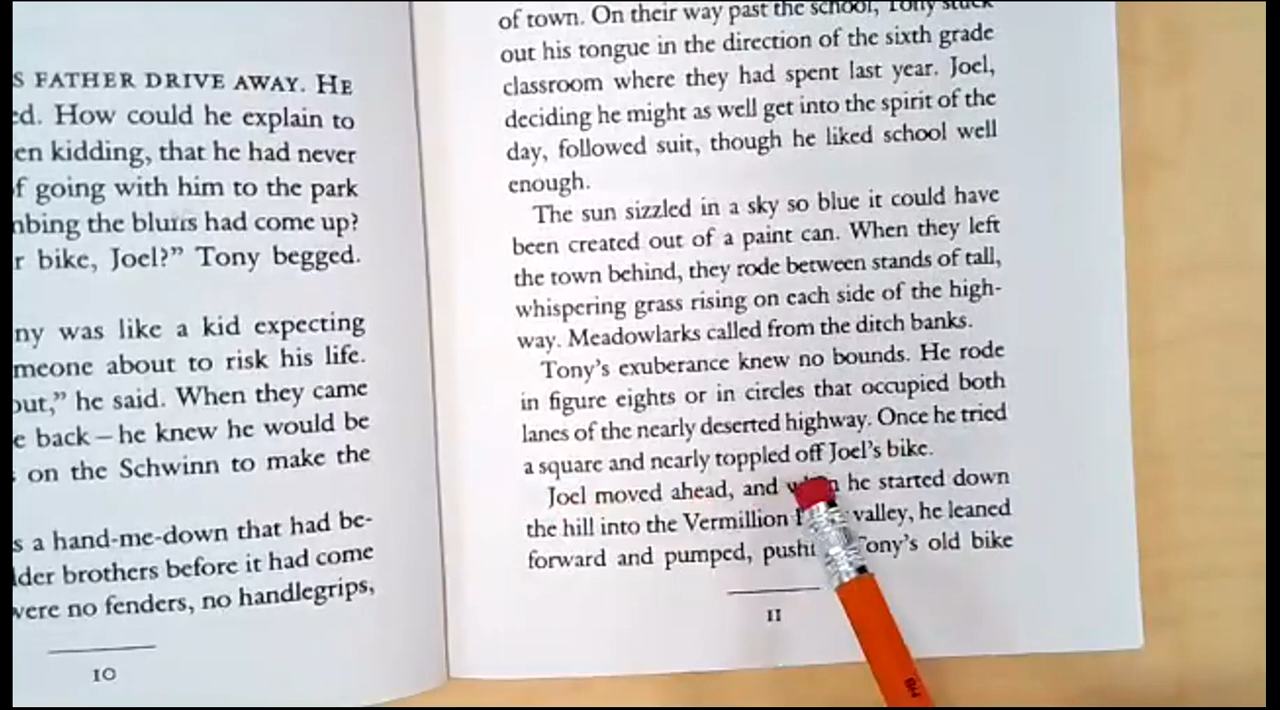 S FATHER DRIVE AWAY. HE
ed. How could he explain to
en kidding, that he had never
f going with him to the park
nbing the bluffs had come up?
r bike, Joel?” Tony begged.
ny was like a kid expecting
meone about to risk his life.
out,” he said. When they came
e back – he knew he would be
on the Schwinn to make the
s a hand-me-down that had be-
lder brothers before it had come
were no fenders, no handlegrips,
10
of town. On their way past the school, Tony stuck
out his tongue in the direction of the sixth grade
classroom where they had spent last year. Joel,
deciding he might as well get into the spirit of the
day, followed suit, though he liked school well
enough.
The sun sizzled in a sky so blue it could have
been created out of a paint can. When they left
the town behind, they rode between stands of tall,
whispering grass rising on each side of the high-
way. Meadowlarks called from the ditch banks.
Tony’s exuberance knew no bounds. He rode
in figure eights or in circles that occupied both
lanes of the nearly deserted highway. Once he tried
a square and nearly toppled off Joel’s bike.
Joel moved ahead, and he started down
the hill into the Vermillion valley, he leaned
forward and pumped, Tony’s old bike
11
HB